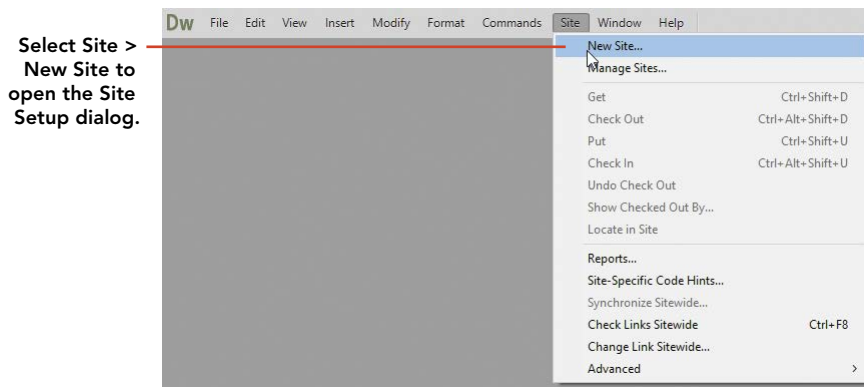 Dw File Edit View Insert Modify Format Commands Site Window Help
Select Site >
New Site to
open the Site
Setup dialog.
New Site...
Manage Sites...
Get Ctrl+Shift+D
Check Out Ctrl+Alt+Shift+D
Put Ctrl+Shift+U
Check In Ctrl+Alt+Shift+U
Undo Check Out
Show Checked Out By...
Locate in Site
Reports...
Site-Specific Code Hints...
Synchronize Sitewide...
Check Links Sitewide Ctrl+F8
Change Link Sitewide...
Advanced >